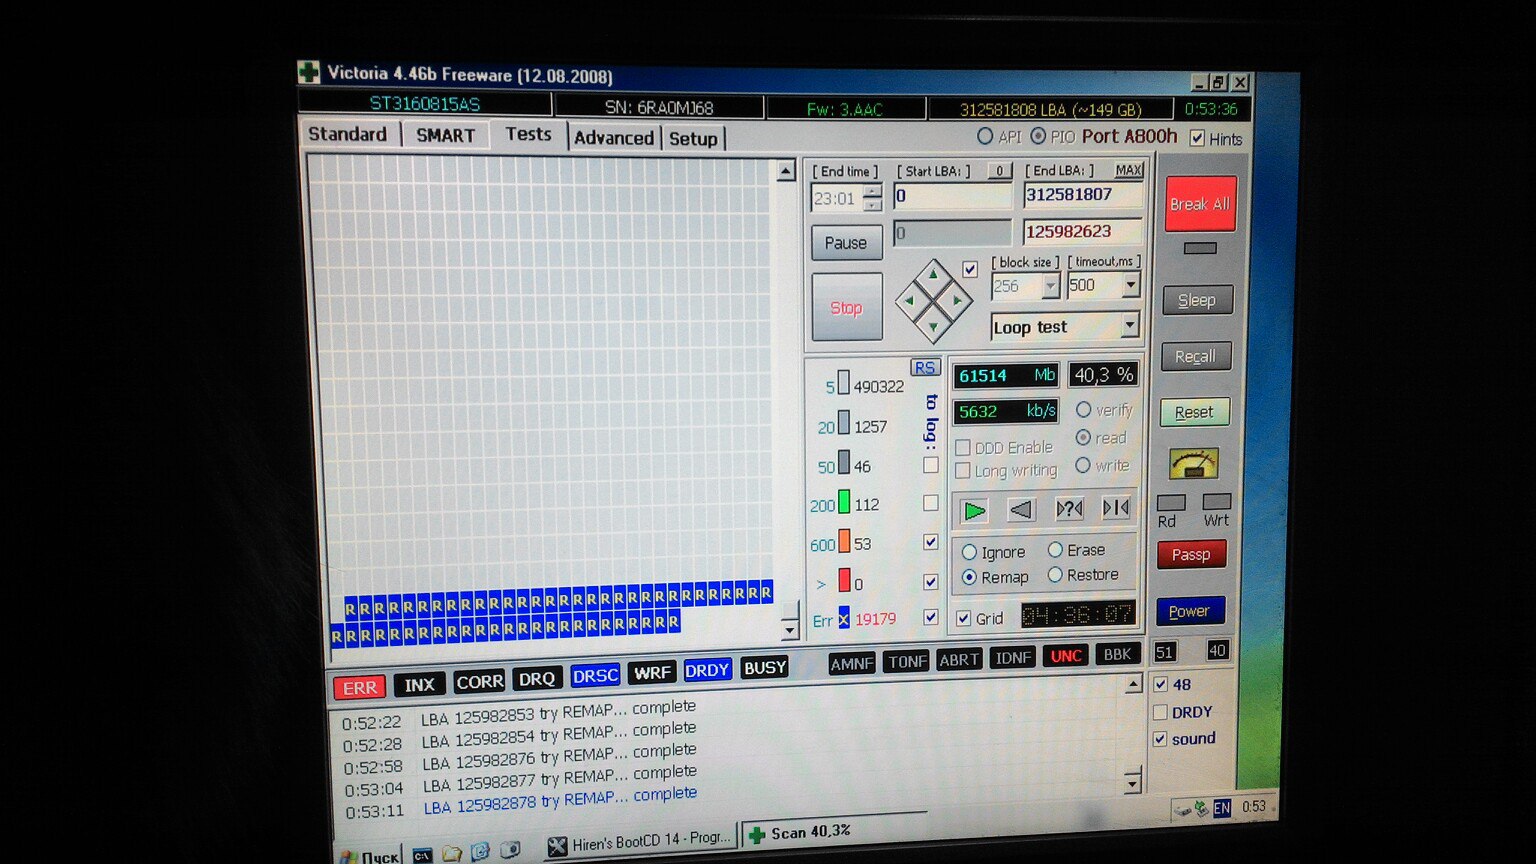 Victoria 4.46b Freeware (12.08.2008)
ST3160815AS SN: 6RA0MJ68 Fw: 3.AAC 312581808 LBA (~149 GB) 0:53:36
Standard SMART Tests Advanced Setup API PIO Port A800h Hints
[ End time ] [ Start LBA: ] 0 [ End LBA: ] MAX
23:01 0 312581807
Pause 0 125982623
Break All
[ block size ] [ timeout,ms ]
256 500
Stop
Loop test
Sleep
Recall
Reset
RS
to log:
5 490322
20 1257
50 46
200 112
600 53
> 0
Err x 19179
61514 Mb 40,3 %
5632 kb/s
verify
DDD Enable read
Long writing write
Rd Wrt
Ignore Erase
Remap Restore
Passp
Grid 04:36:07
Power
R R R R R R R R R R R R R R R R R R R R R R R R R R R R R R
R R R R R R R R R R R R R R R R R R R R R R R R R
ERR INX CORR DRQ DRSC WRF DRDY BUSY AMNF T0NF ABRT IDNF UNC BBK 51 40
48
DRDY
sound
0:52:22 LBA 125982853 try REMAP... complete
0:52:28 LBA 125982854 try REMAP... complete
0:52:58 LBA 125982876 try REMAP... complete
0:53:04 LBA 125982877 try REMAP... complete
0:53:11 LBA 125982878 try REMAP... complete
Пуск C:\ Hiren's BootCD 14 - Progr... Scan 40,3% EN 0:53